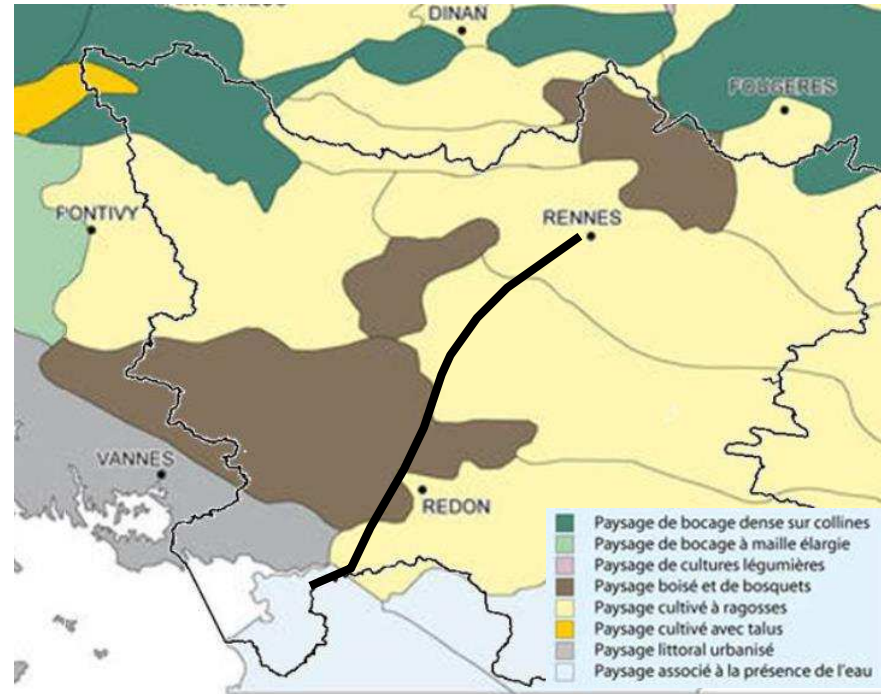 DINAN
FOUGERES
PONTIVY
RENNES
VANNES
REDON
Paysage de bocage dense sur collines
Paysage de bocage à maille élargie
Paysage de cultures légumières
Paysage boisé et de bosquets
Paysage cultivé à ragosses
Paysage cultivé avec talus
Paysage littoral urbanisé
Paysage associé à la présence de l'eau